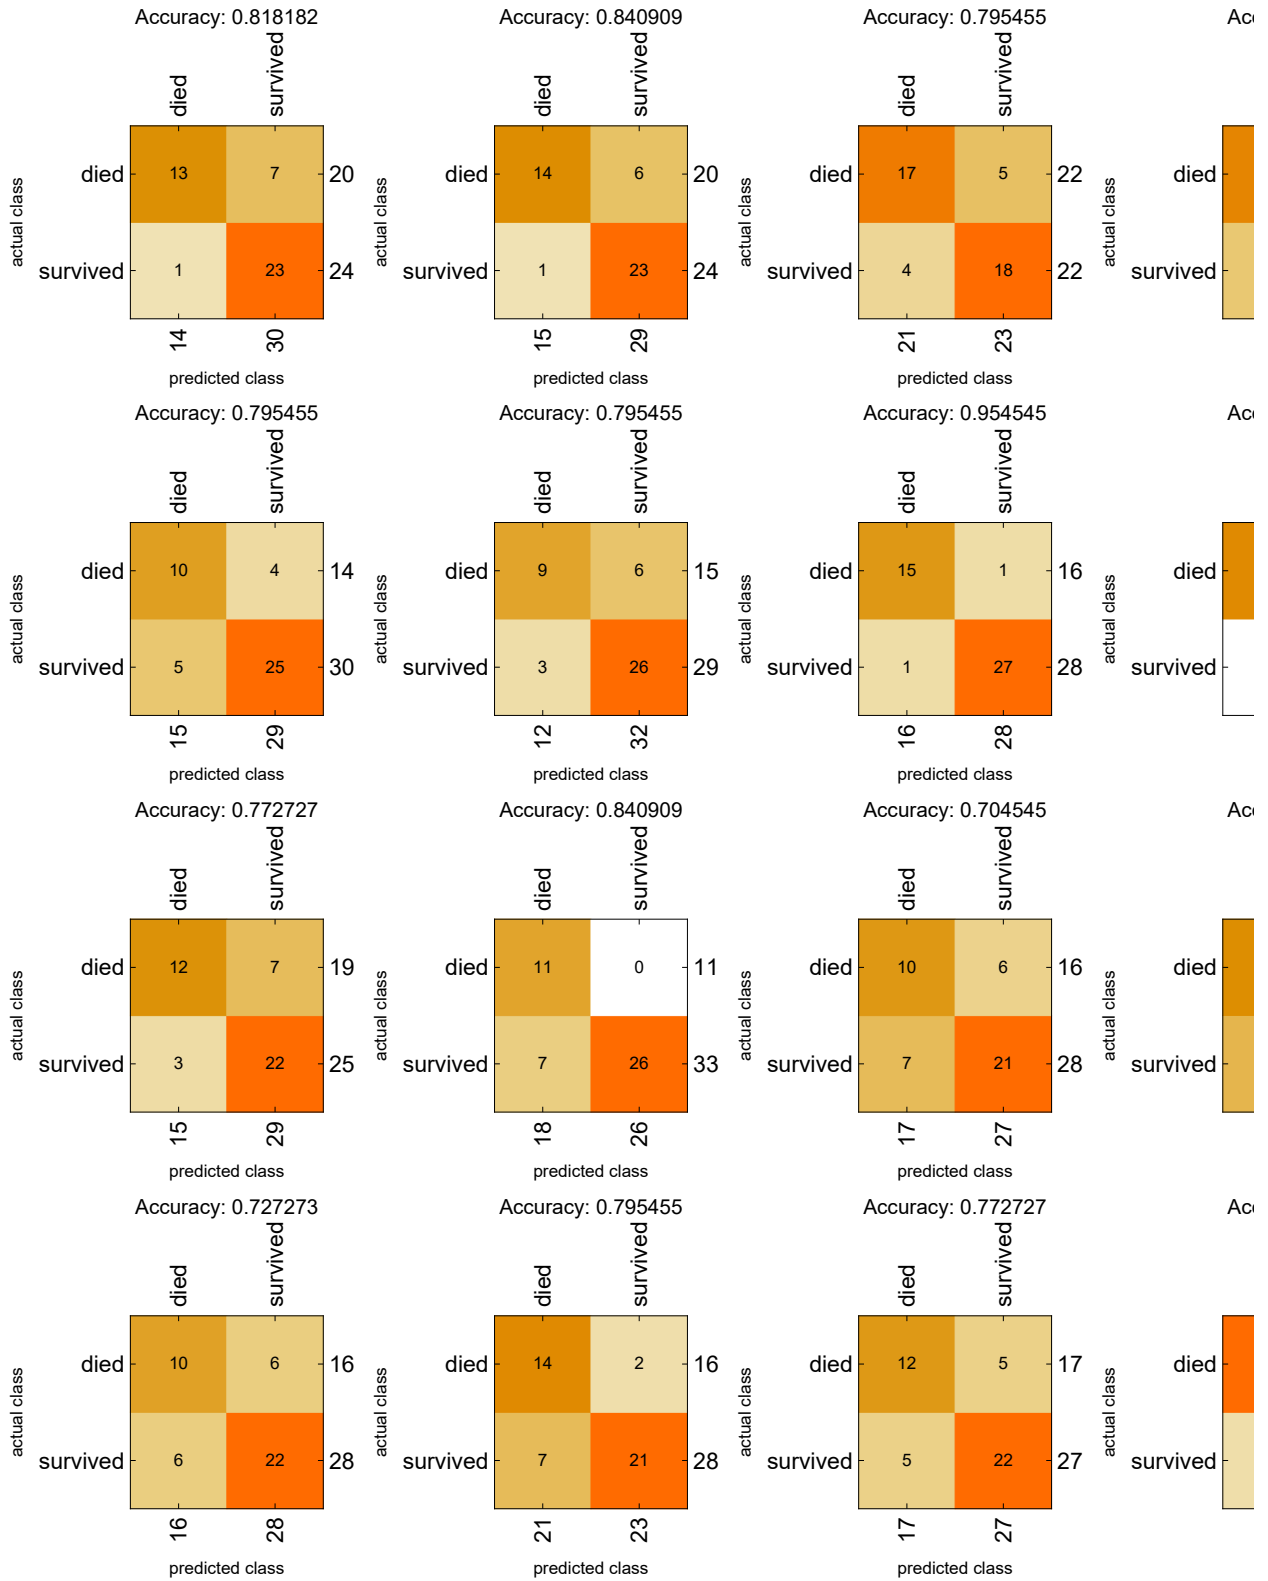 Accuracy: 0.818182
died survived
actual class
died 13 7 20
survived 1 23 24
14 30
predicted class
Accuracy: 0.840909
died survived
actual class
died 14 6 20
survived 1 23 24
15 29
predicted class
Accuracy: 0.795455
died survived
actual class
died 17 5 22
survived 4 18 22
21 23
predicted class
actual class
died
survived
Accuracy: 0.795455
died survived
actual class
died 10 4 14
survived 5 25 30
15 29
predicted class
Accuracy: 0.795455
died survived
actual class
died 9 6 15
survived 3 26 29
12 32
predicted class
Accuracy: 0.954545
died survived
actual class
died 15 1 16
survived 1 27 28
16 28
predicted class
actual class
died
survived
Accuracy: 0.772727
died survived
actual class
died 12 7 19
survived 3 22 25
15 29
predicted class
Accuracy: 0.840909
died survived
actual class
died 11 0 11
survived 7 26 33
18 26
predicted class
Accuracy: 0.704545
died survived
actual class
died 10 6 16
survived 7 21 28
17 27
predicted class
actual class
died
survived
Accuracy: 0.727273
died survived
actual class
died 10 6 16
survived 6 22 28
16 28
predicted class
Accuracy: 0.795455
died survived
actual class
died 14 2 16
survived 7 21 28
21 23
predicted class
Accuracy: 0.772727
died survived
actual class
died 12 5 17
survived 5 22 27
17 27
predicted class
actual class
died
survived